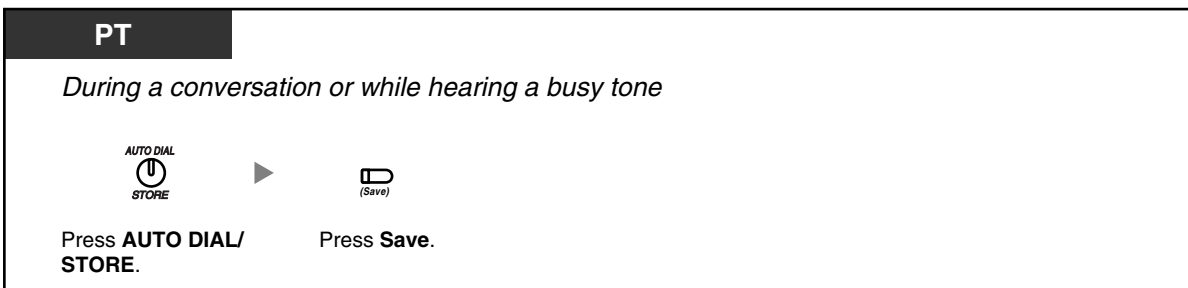 PT
During a conversation or while hearing a busy tone
AUTO DIAL
STORE
(Save)
Press AUTO DIAL/
STORE.
Press Save.